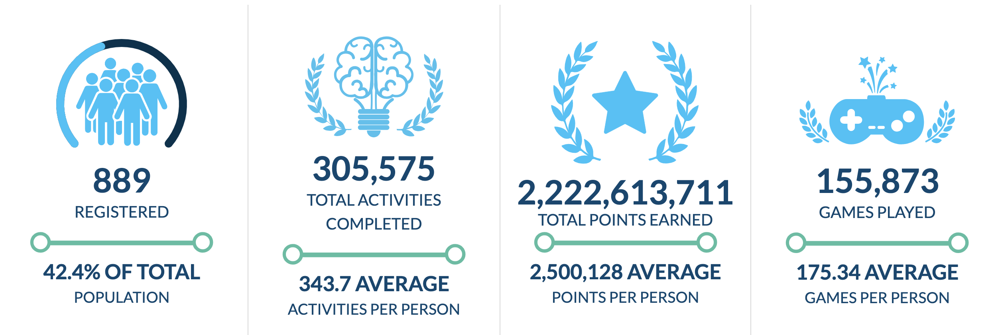 889
REGISTERED
42.4% OF TOTAL
POPULATION
305,575
TOTAL ACTIVITIES
COMPLETED
343.7 AVERAGE
ACTIVITIES PER PERSON
2,222,613,711
TOTAL POINTS EARNED
2,500,128 AVERAGE
POINTS PER PERSON
155,873
GAMES PLAYED
175.34 AVERAGE
GAMES PER PERSON